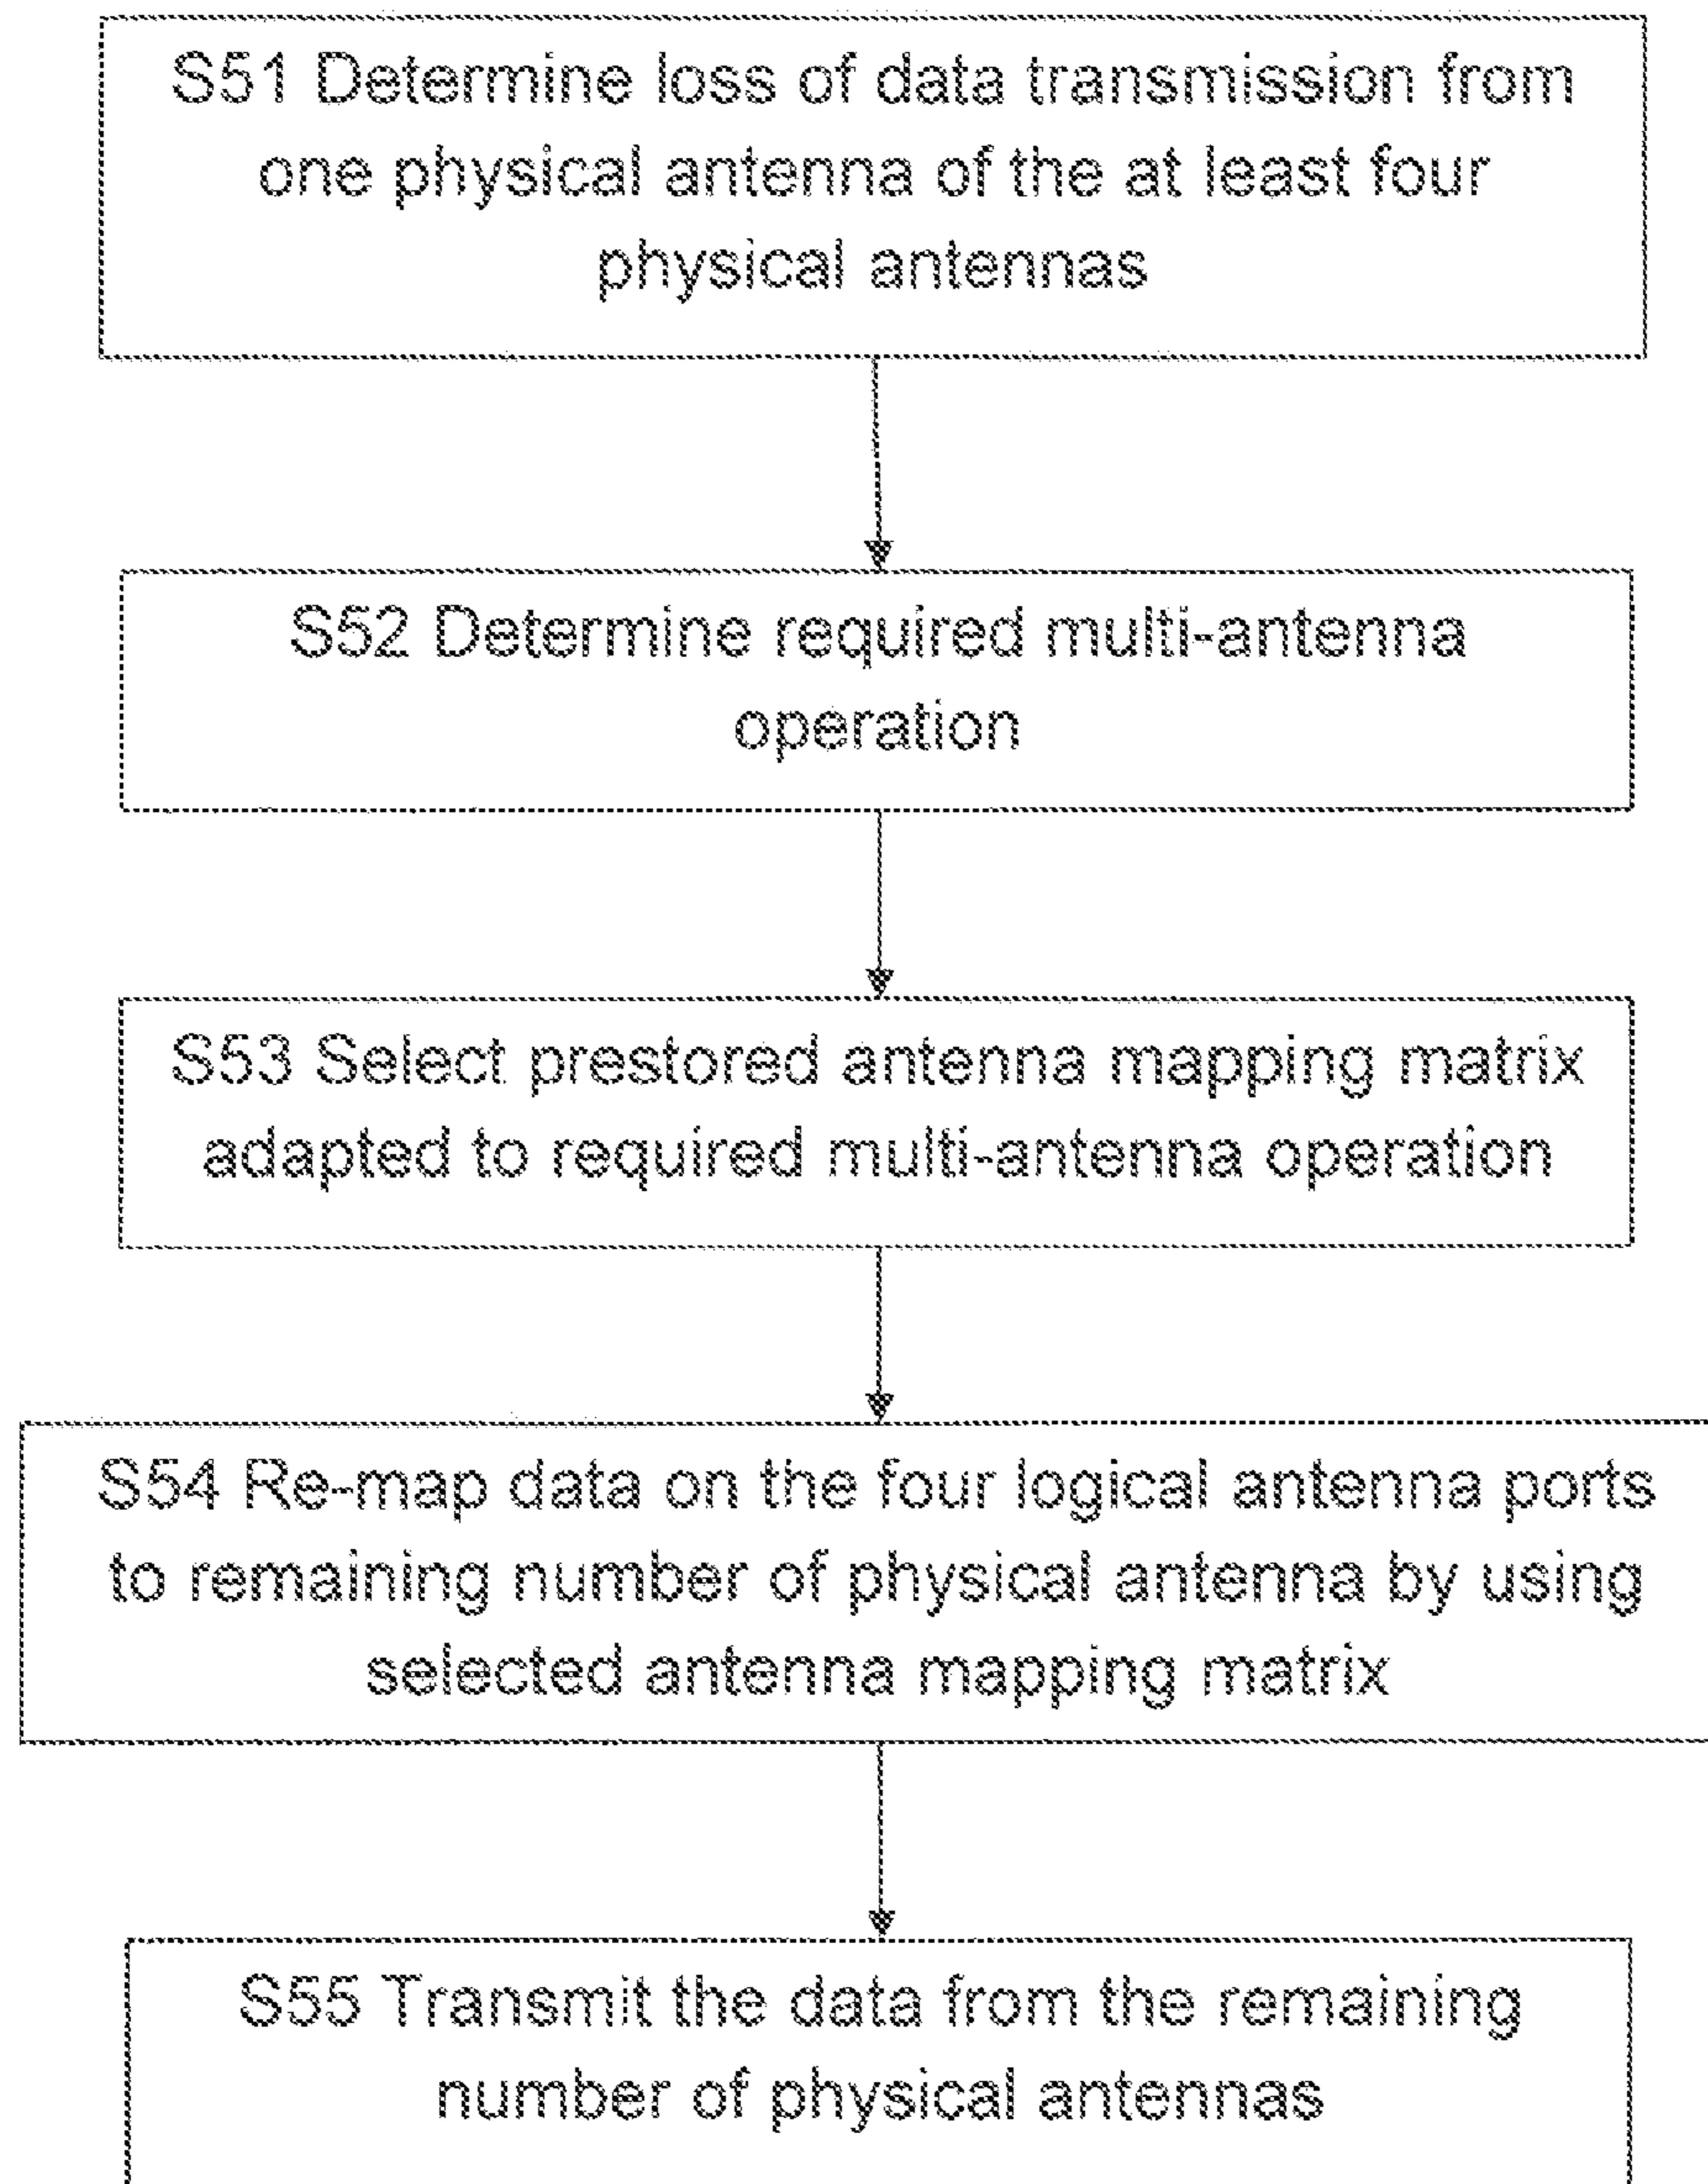 S51 Determine loss of data transmission from
one physical antenna of the at least four
physical antennas
S52 Determine required multi-antenna
operation
S53 Select prestored antenna mapping matrix
adapted to required multi-antenna operation
S54 Re-map data on the four logical antenna ports
to remaining number of physical antenna by using
selected antenna mapping matrix
S55 Transmit the data from the remaining
number of physical antennas